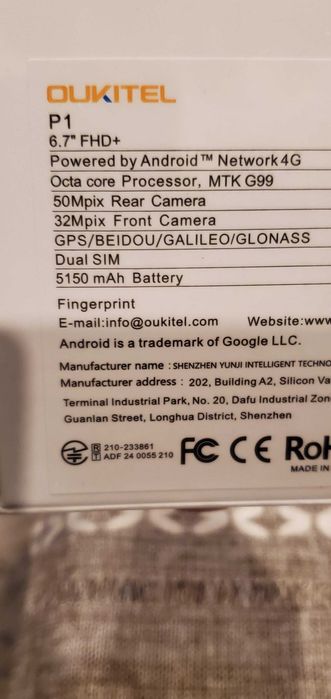 OUKITEL
P1
6.7" FHD+
Powered by Android™ Network 4G
Octa core Processor, MTK G99
50Mpix Rear Camera
32Mpix Front Camera
GPS/BEIDOU/GALILEO/GLONASS
Dual SIM
5150 mAh Battery
Fingerprint
E-mail:info@oukitel.com Website:www
Android is a trademark of Google LLC.
Manufacturer name : SHENZHEN YUNJI INTELLIGENT TECHNO
Manufacturer address : 202, Building A2, Silicon Va
Terminal Industrial Park, No. 20, Dafu Industrial Zon
Guanlan Street, Longhua District, Shenzhen
R 210-233861
T ADF 24 0055 210
FC CE RoH
MADE IN